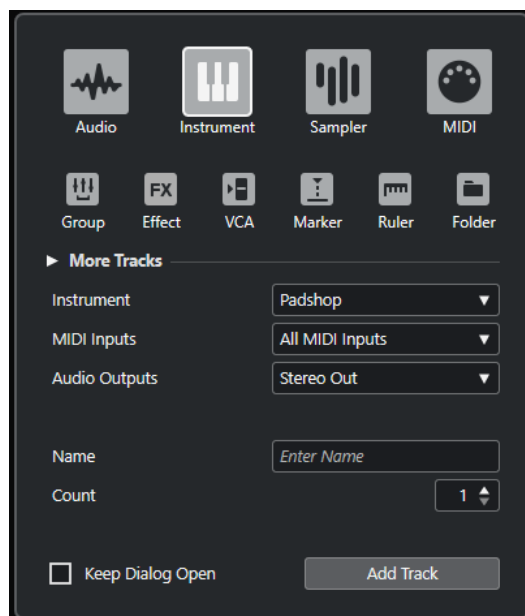 Audio Instrument Sampler MIDI
FX
Group Effect VCA Marker Ruler Folder
More Tracks
Instrument Padshop
MIDI Inputs All MIDI Inputs
Audio Outputs Stereo Out
Name Enter Name
Count 1
Keep Dialog Open Add Track